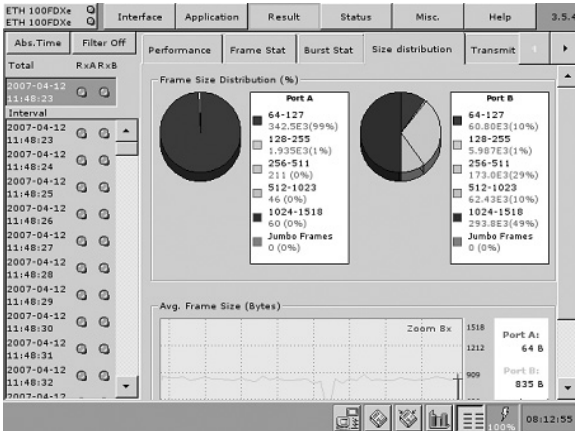 ETH 100FDXe
ETH 100FDXe
Interface Application Result Status Misc. Help 3.5.4
Abs.Time Filter Off
Performance Frame Stat Burst Stat Size distribution Transmit
Total RxA RxB
2007-04-12
11:48:23
Interval
2007-04-12
11:48:23
2007-04-12
11:48:24
2007-04-12
11:48:25
2007-04-12
11:48:26
2007-04-12
11:48:27
2007-04-12
11:48:28
2007-04-12
11:48:29
2007-04-12
11:48:30
2007-04-12
11:48:31
2007-04-12
11:48:32
2007-04-12
Frame Size Distribution (%)
Port A
64-127
342.5E3(99%)
128-255
1.935E3(1%)
256-511
211 (0%)
512-1023
46 (0%)
1024-1518
60 (0%)
Jumbo Frames
0 (0%)
Port B
64-127
60.80E3(10%)
128-255
5.987E3(1%)
256-511
173.0E3(29%)
512-1023
62.43E3(10%)
1024-1518
293.8E3(49%)
Jumbo Frames
0 (0%)
Avg. Frame Size (Bytes)
Zoom 8x
1518
1212
909
Port A:
64 B
Port B:
835 B
100%
08:12:55